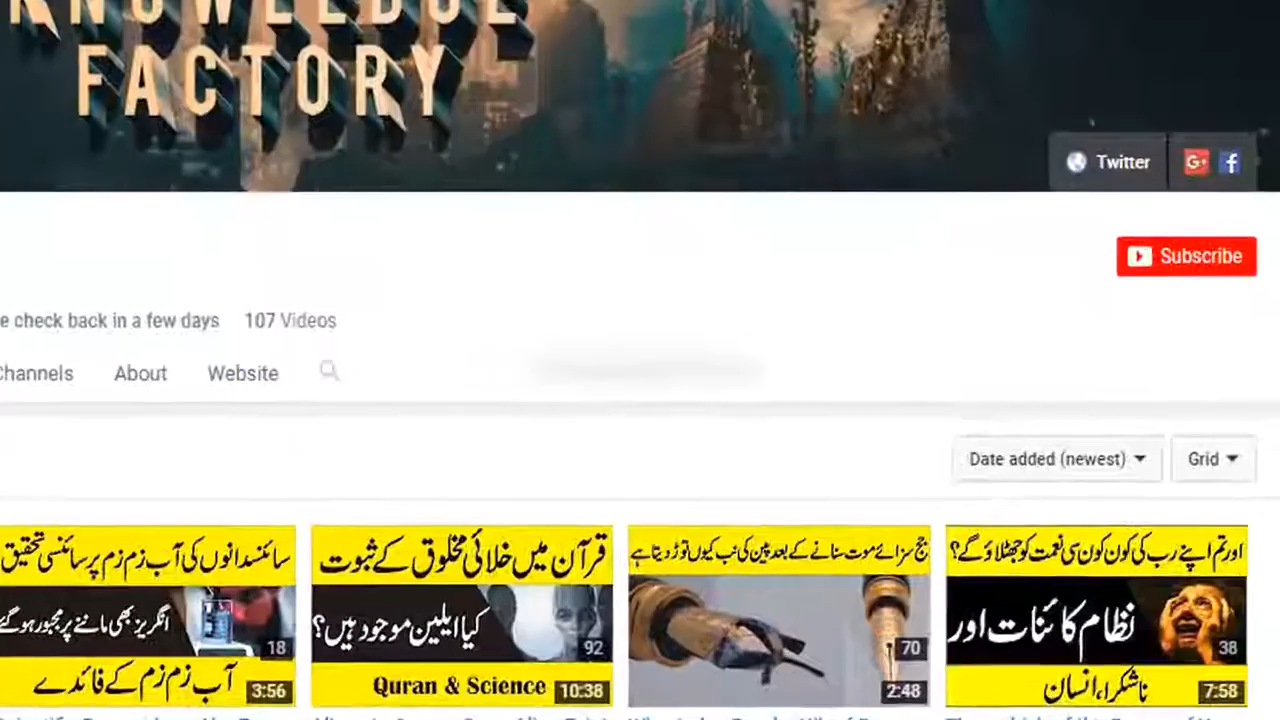 KNOWLEDGE
FACTORY
Twitter
Subscribe
e check back in a few days 107 Videos
Channels About Website
Date added (newest) Grid
سائنسدانوں کی آب زم زم پر سائنسی تحقیق
انگریز بھی ماننے پر مجبور ہو گئے
18
آب زم زم کے فائدے
3:56
قرآن میں خلائی مخلوق کے ثبوت
کیا ایلین موجود ہیں؟
92
Quran & Science
10:38
جج سزائے موت سنانے کے بعد پین کی نب کیوں توڑ دیتا ہے
70
2:48
اور تم اپنے رب کی کون کون سی نعمت کو جھٹلاؤ گے؟
نظام کائنات اور
38
ناشکرا، انسان
7:58